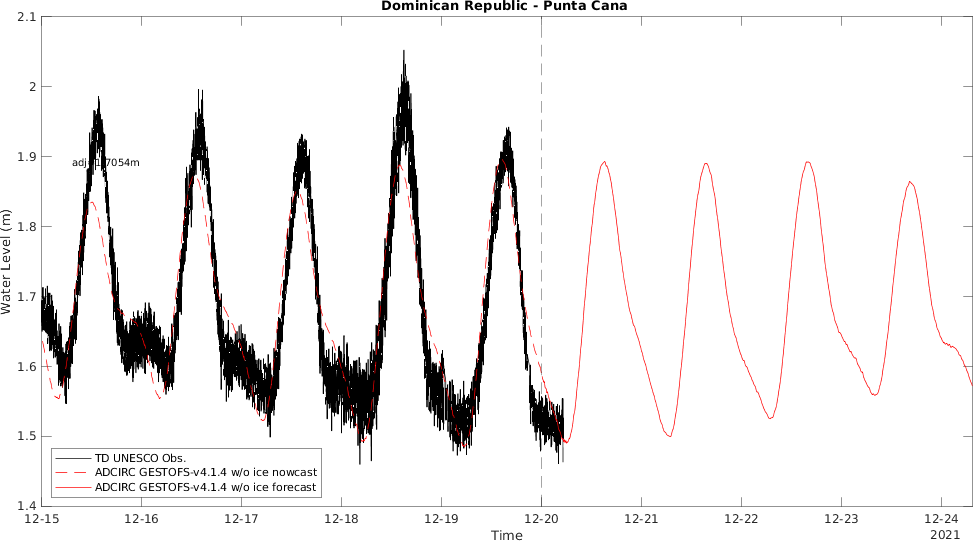 Dominican Republic - Punta Cana
2.1
2
1.9
1.8
1.7
1.6
1.5
1.4
Water Level (m)
TD UNESCO Obs.
ADCIRC GESTOFS-v4.1.4 w/o ice nowcast
ADCIRC GESTOFS-v4.1.4 w/o ice forecast
12-15 12-16 12-17 12-18 12-19 12-20 12-21 12-22 12-23 12-24
Time
2021